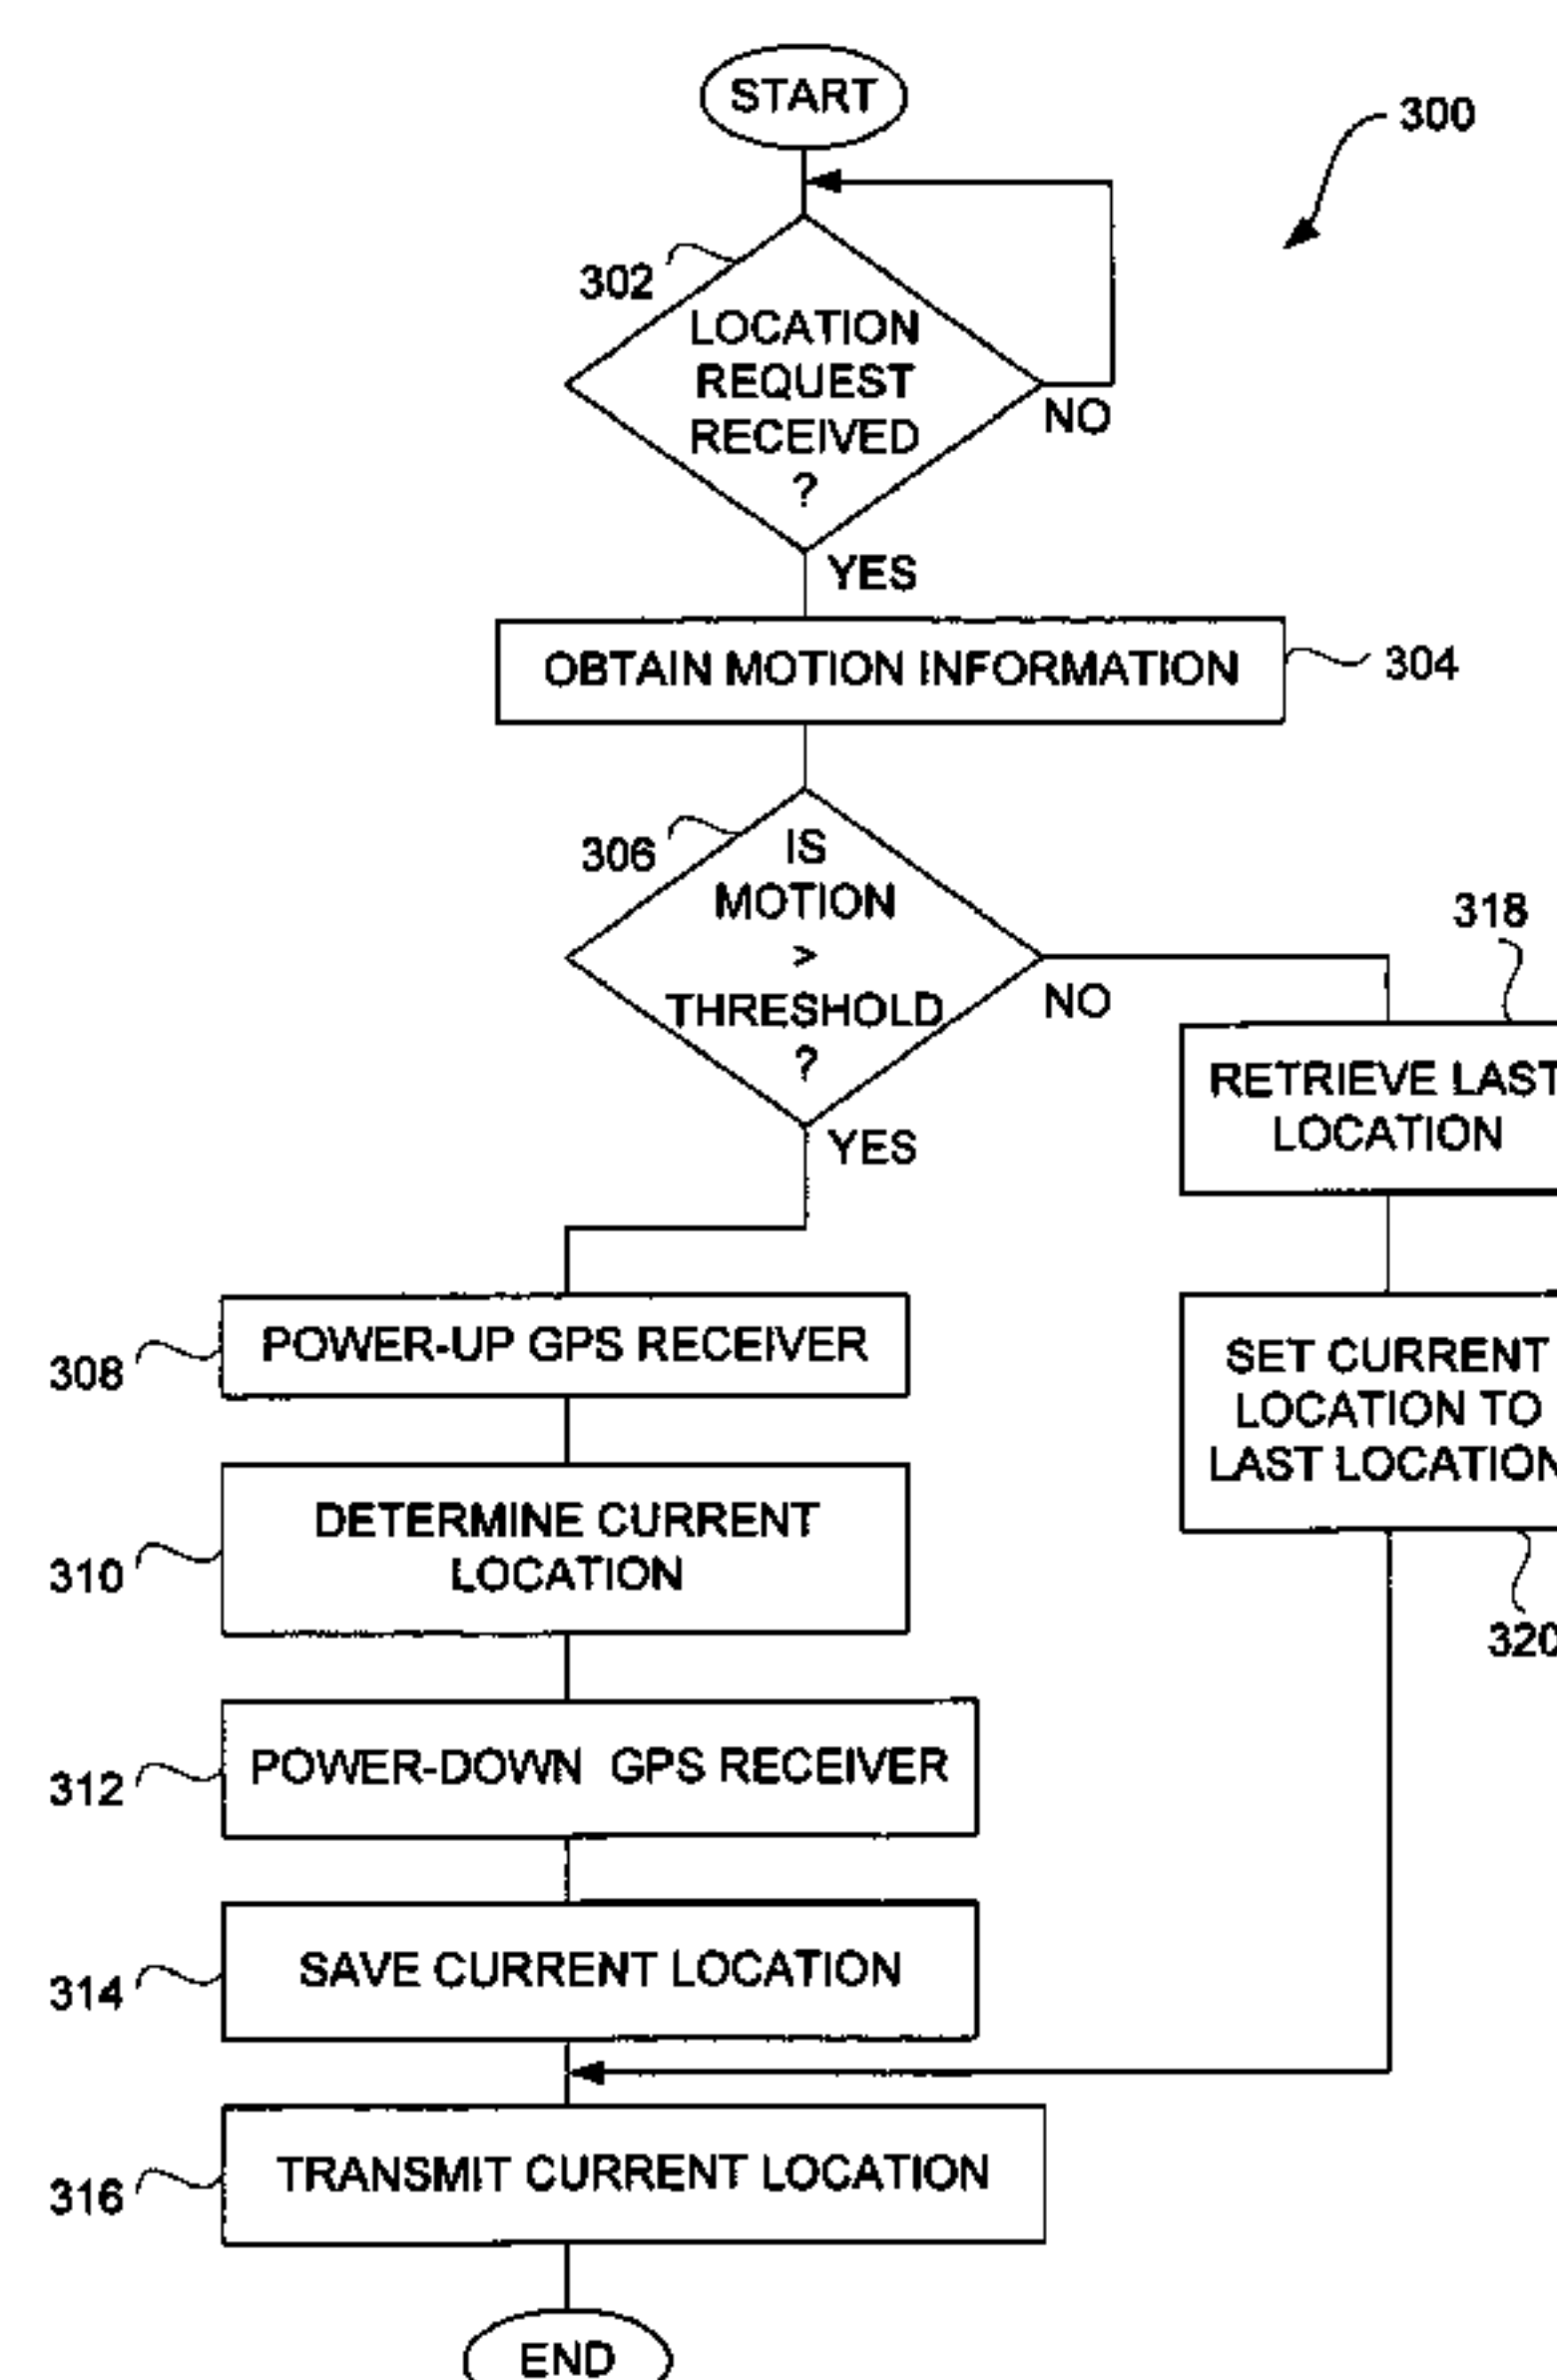 START
300
302
LOCATION
REQUEST
RECEIVED
?
NO
YES
OBTAIN MOTION INFORMATION
304
306
IS
MOTION
>
THRESHOLD
?
NO
YES
318
RETRIEVE LAST
LOCATION
308
POWER-UP GPS RECEIVER
SET CURRENT
LOCATION TO
LAST LOCATION
310
DETERMINE CURRENT
LOCATION
320
312
POWER-DOWN GPS RECEIVER
314
SAVE CURRENT LOCATION
316
TRANSMIT CURRENT LOCATION
END